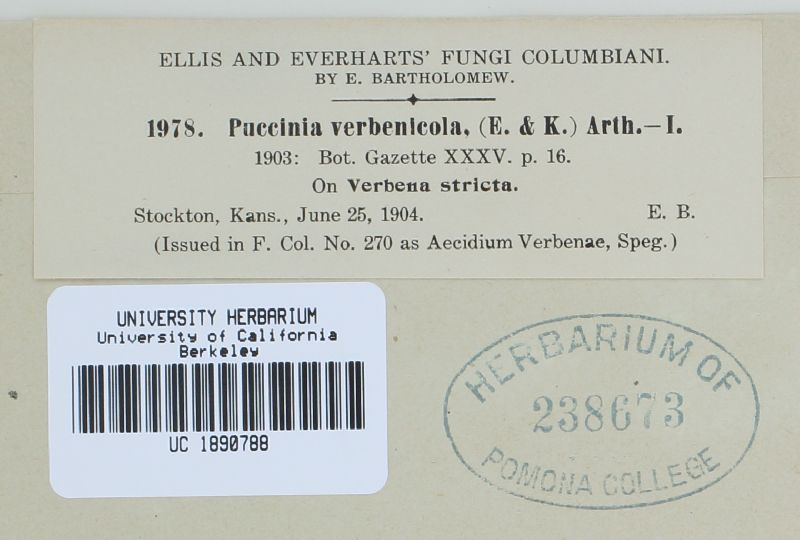 ELLIS AND EVERHARTS' FUNGI COLUMBIANI.
BY E. BARTHOLOMEW.
1978. Puccinia verbenicola, (E. & K.) Arth.—I.
1903: Bot. Gazette XXXV. p. 16.
On Verbena stricta.
Stockton, Kans., June 25, 1904. E. B.
(Issued in F. Col. No. 270 as Aecidium Verbenae, Speg.)
UNIVERSITY HERBARIUM
University of California
Berkeley
UC 1890788
HERBARIUM OF
238673
POMONA COLLEGE